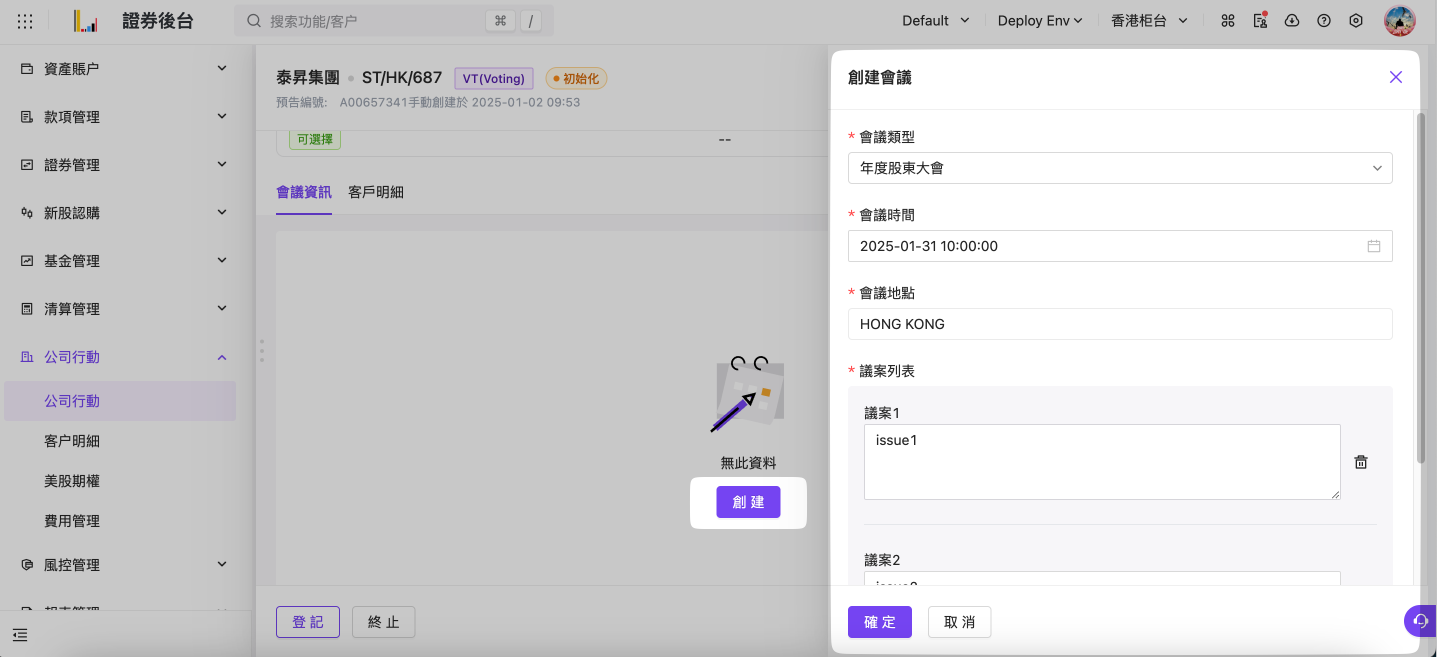 證券後台
搜索功能/客户
⌘ /
Default
Deploy Env
香港柜台
資產賬户
款項管理
證券管理
新股認購
基金管理
清算管理
公司行動
公司行動
客户明細
美股期權
費用管理
風控管理
泰昇集團 ST/HK/687 VT(Voting) 初始化
預告編號: A00657341手動創建於 2025-01-02 09:53
可選擇 --
會議資訊 客戶明細
無此資料
創 建
登 記 終 止
創建會議
* 會議類型
年度股東大會
* 會議時間
2025-01-31 10:00:00
* 會議地點
HONG KONG
* 議案列表
議案1
issue1
議案2
確 定 取 消